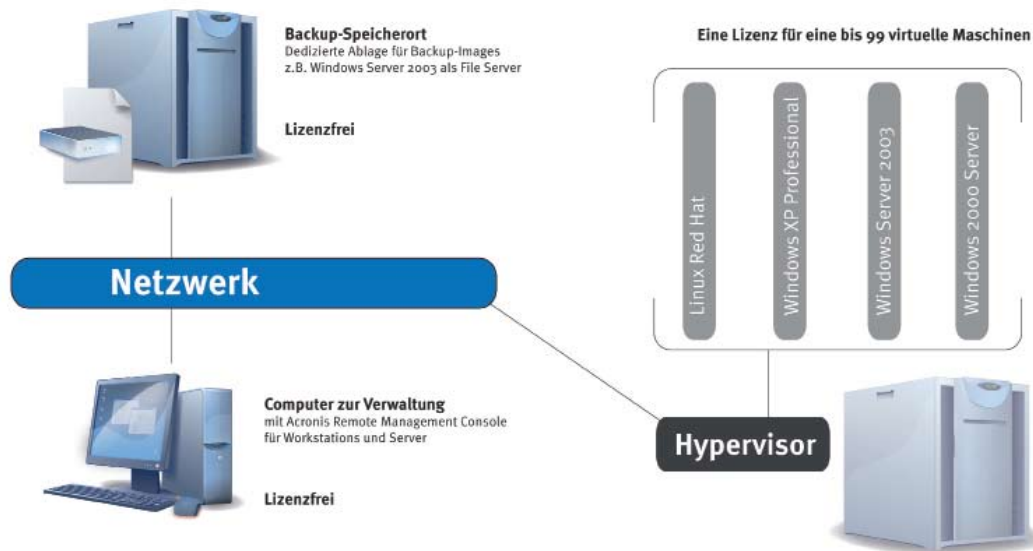 Backup-Speicherort
Dedizierte Ablage für Backup-Images
z.B. Windows Server 2003 als File Server
Lizenzfrei
Eine Lizenz für eine bis 99 virtuelle Maschinen
Linux Red Hat
Windows XP Professional
Windows Server 2003
Windows 2000 Server
Netzwerk
Computer zur Verwaltung
mit Acronis Remote Management Console
für Workstations und Server
Lizenzfrei
Hypervisor